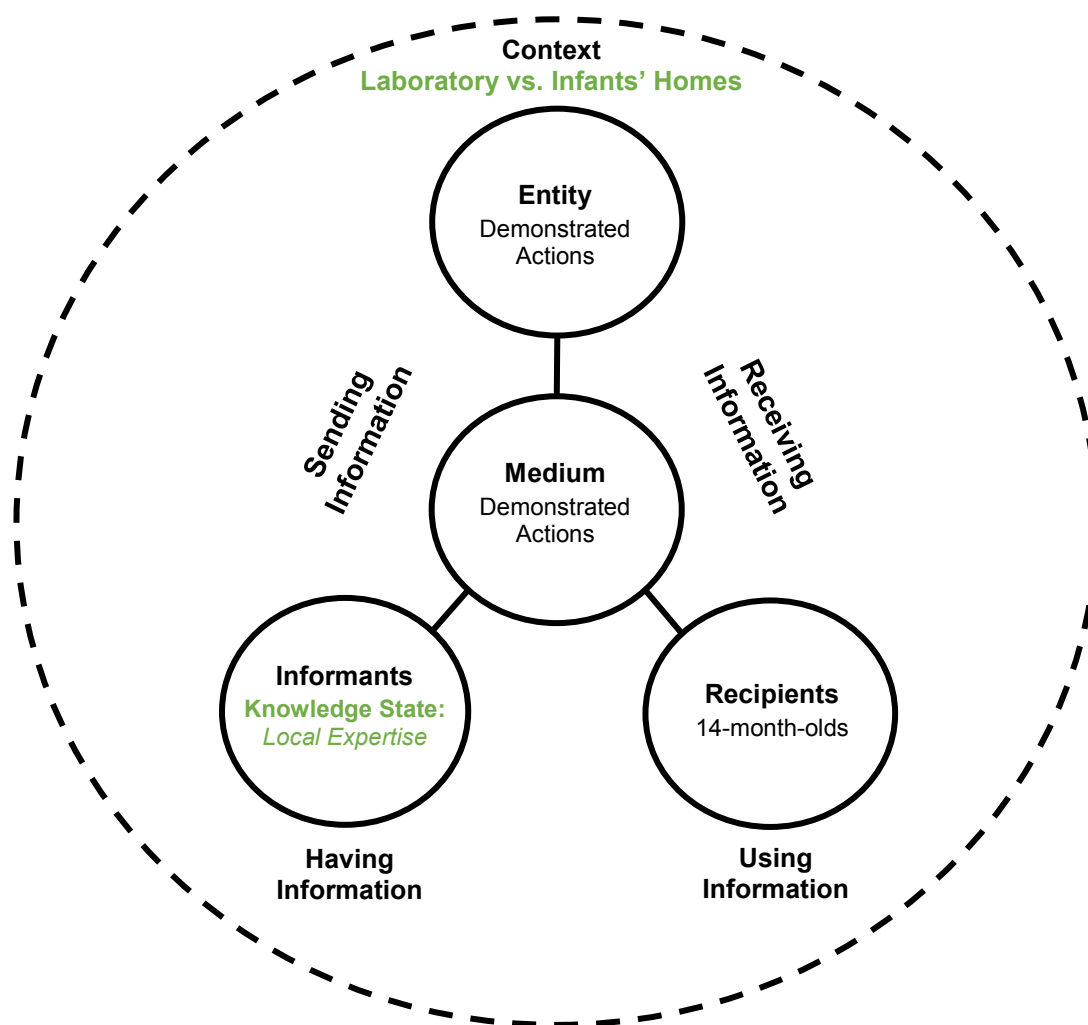 Context
Laboratory vs. Infants’ Homes
Entity
Demonstrated
Actions
Sending
Information
Receiving
Information
Medium
Demonstrated
Actions
Informants
Knowledge State:
Local Expertise
Recipients
14-month-olds
Having
Information
Using
Information